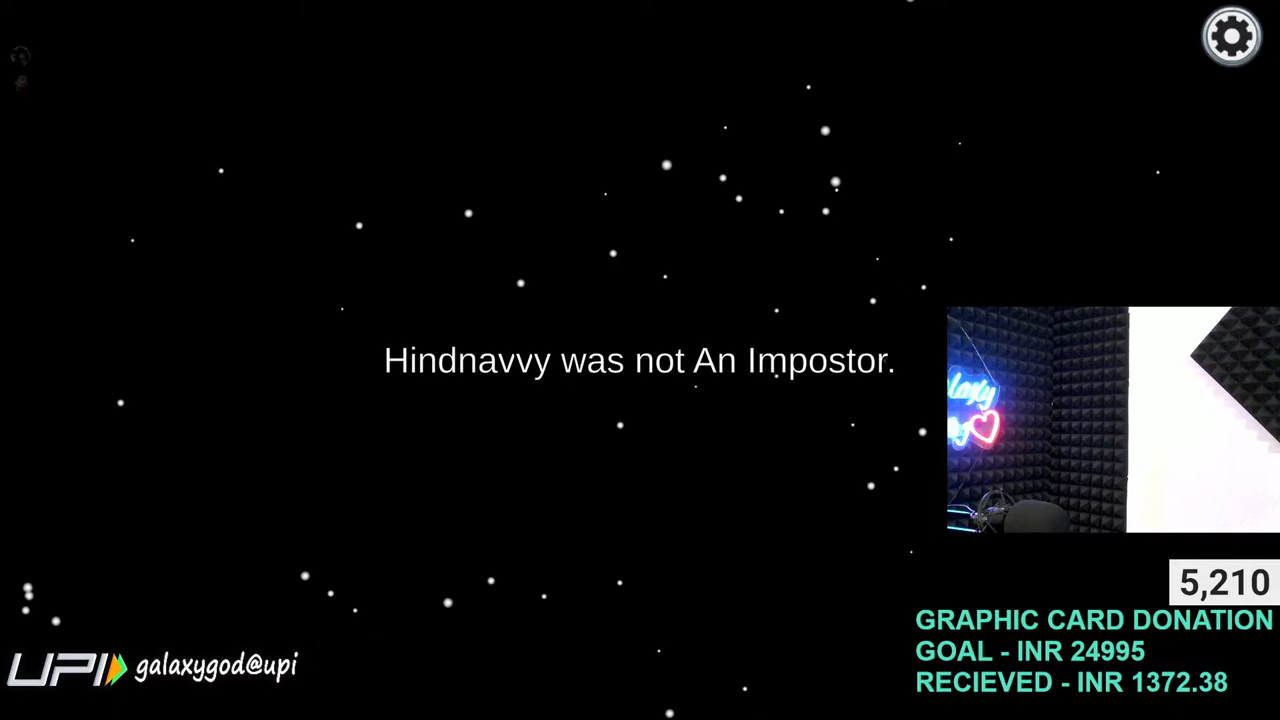 Hindnavvy was not An Impostor.
5,210
GRAPHIC CARD DONATION
GOAL - INR 24995
RECIEVED - INR 1372.38
UPI galaxygod@upi